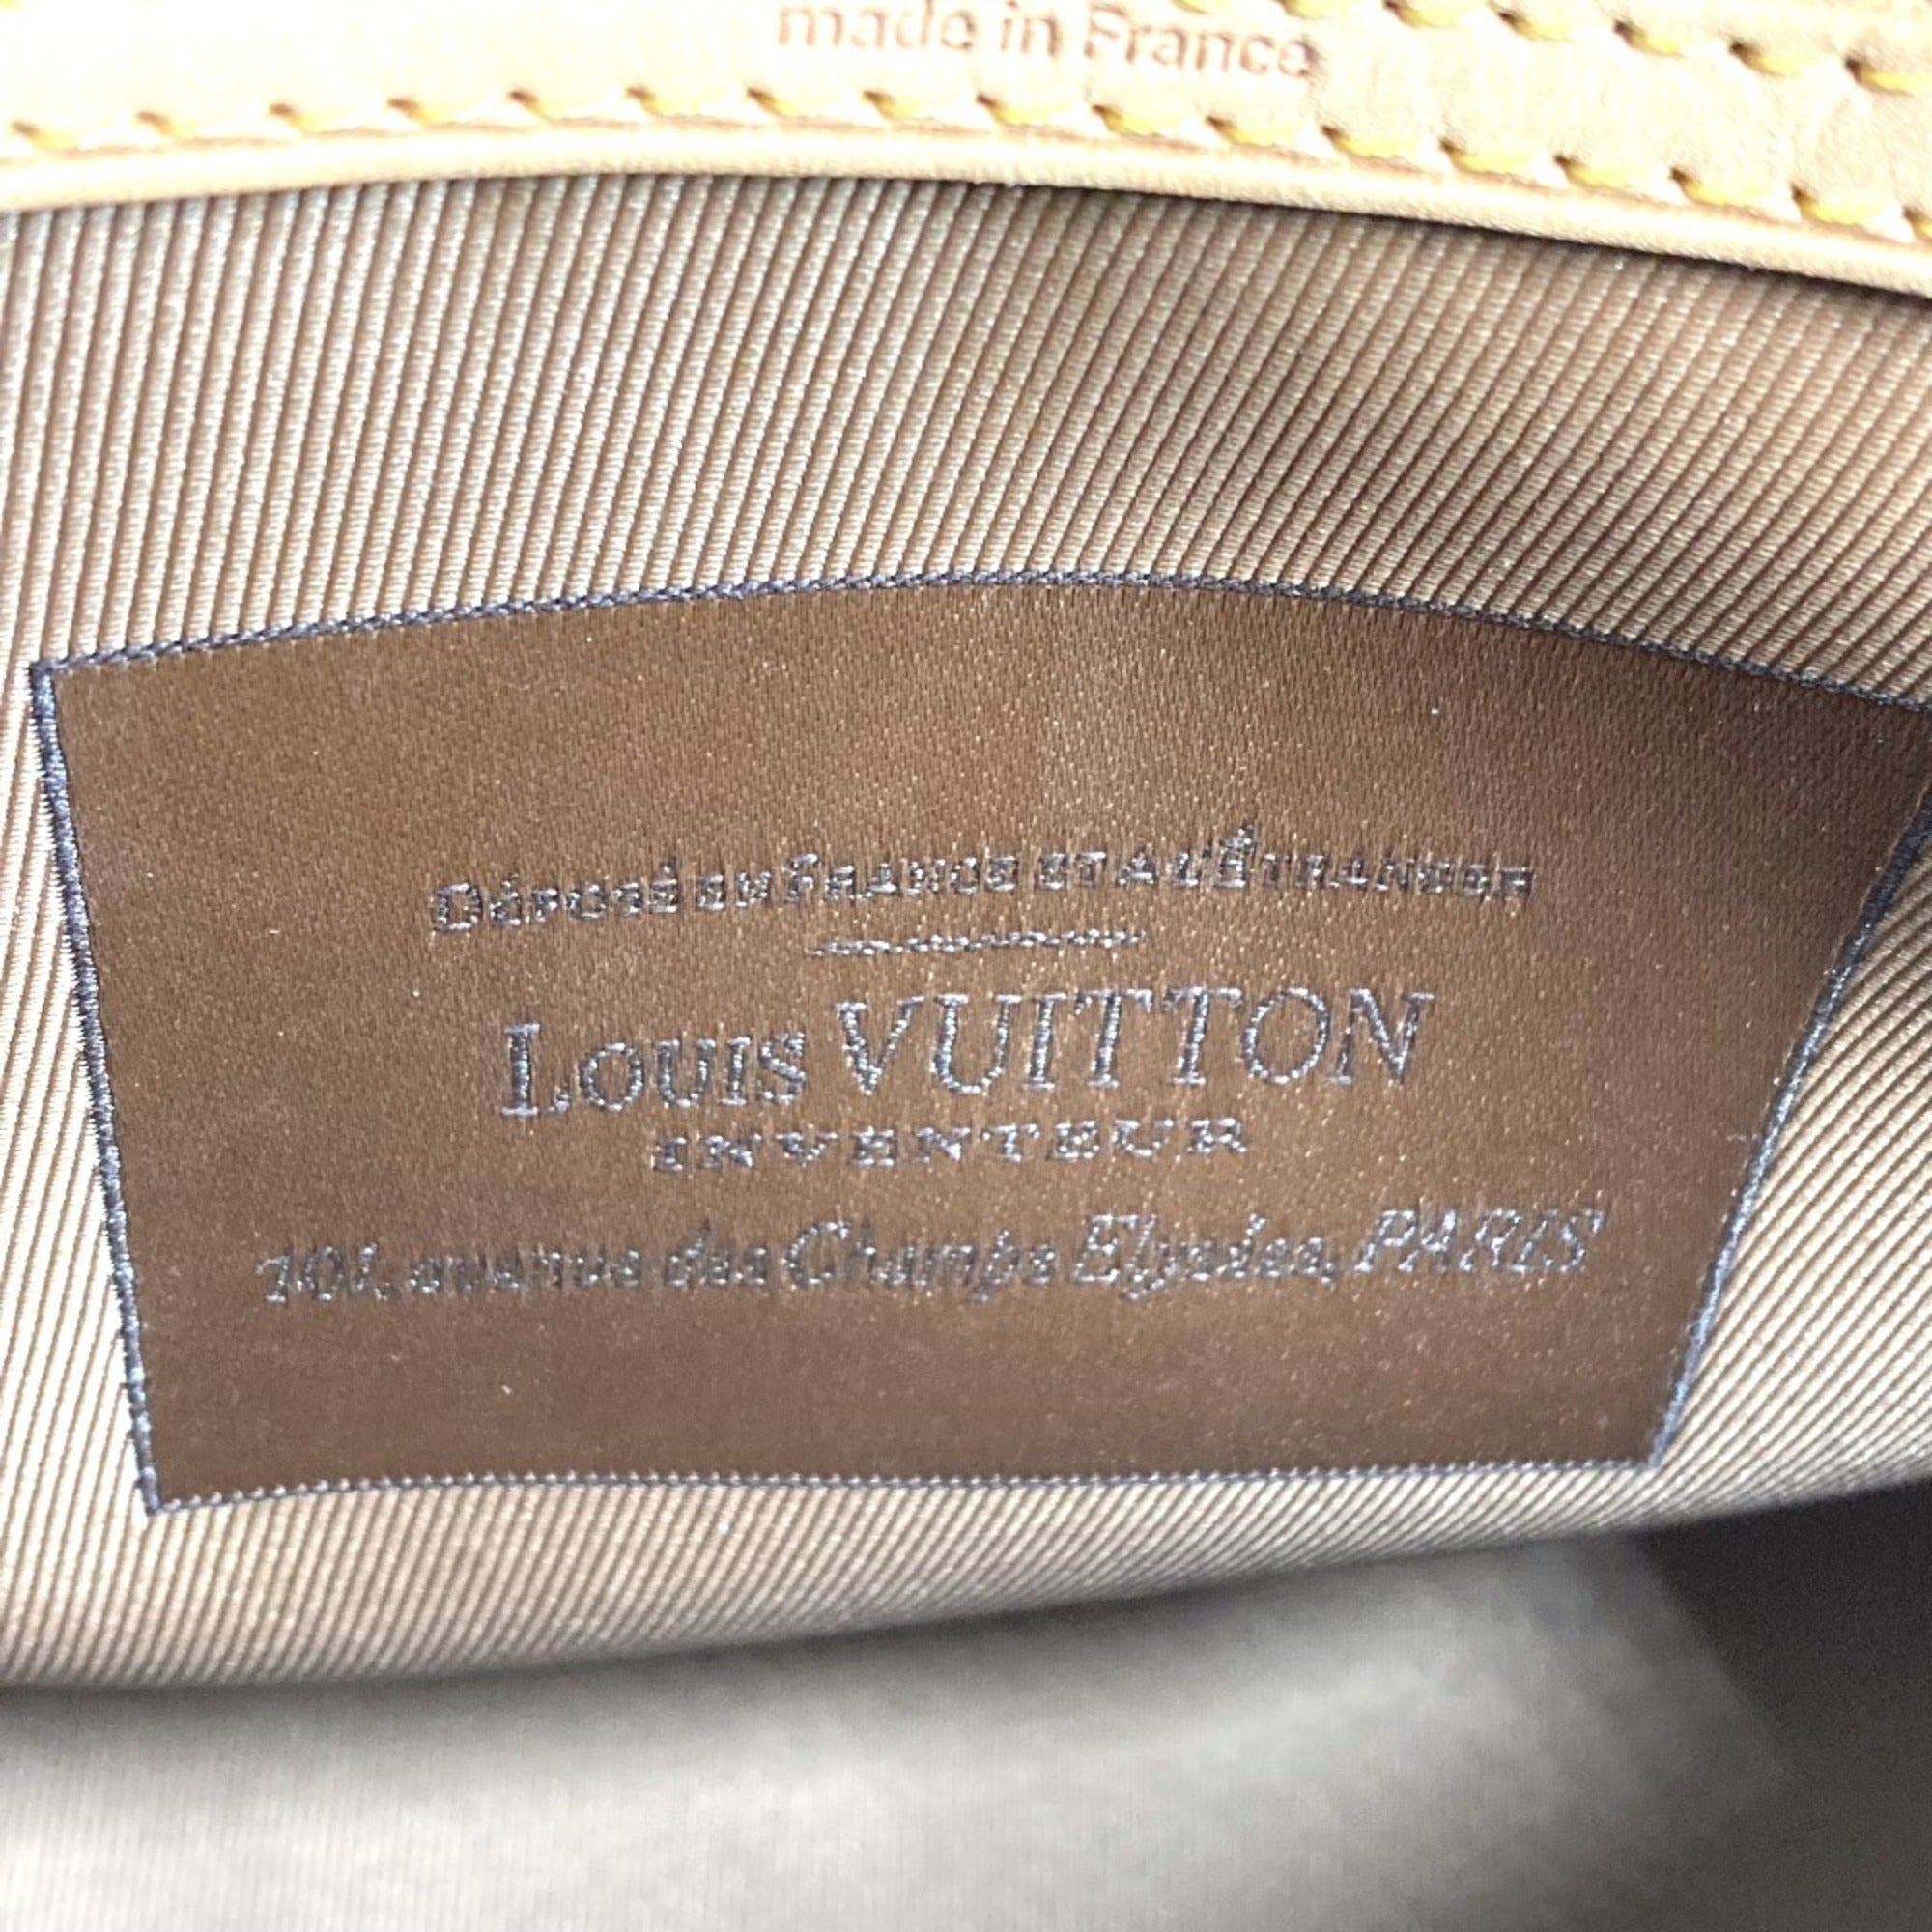 made in France
DÉPOSÉ EN FRANCE ET A L'ÉTRANGER
LOUIS VUITTON
INVENTEUR
101, avenue des Champs Elysées, PARIS